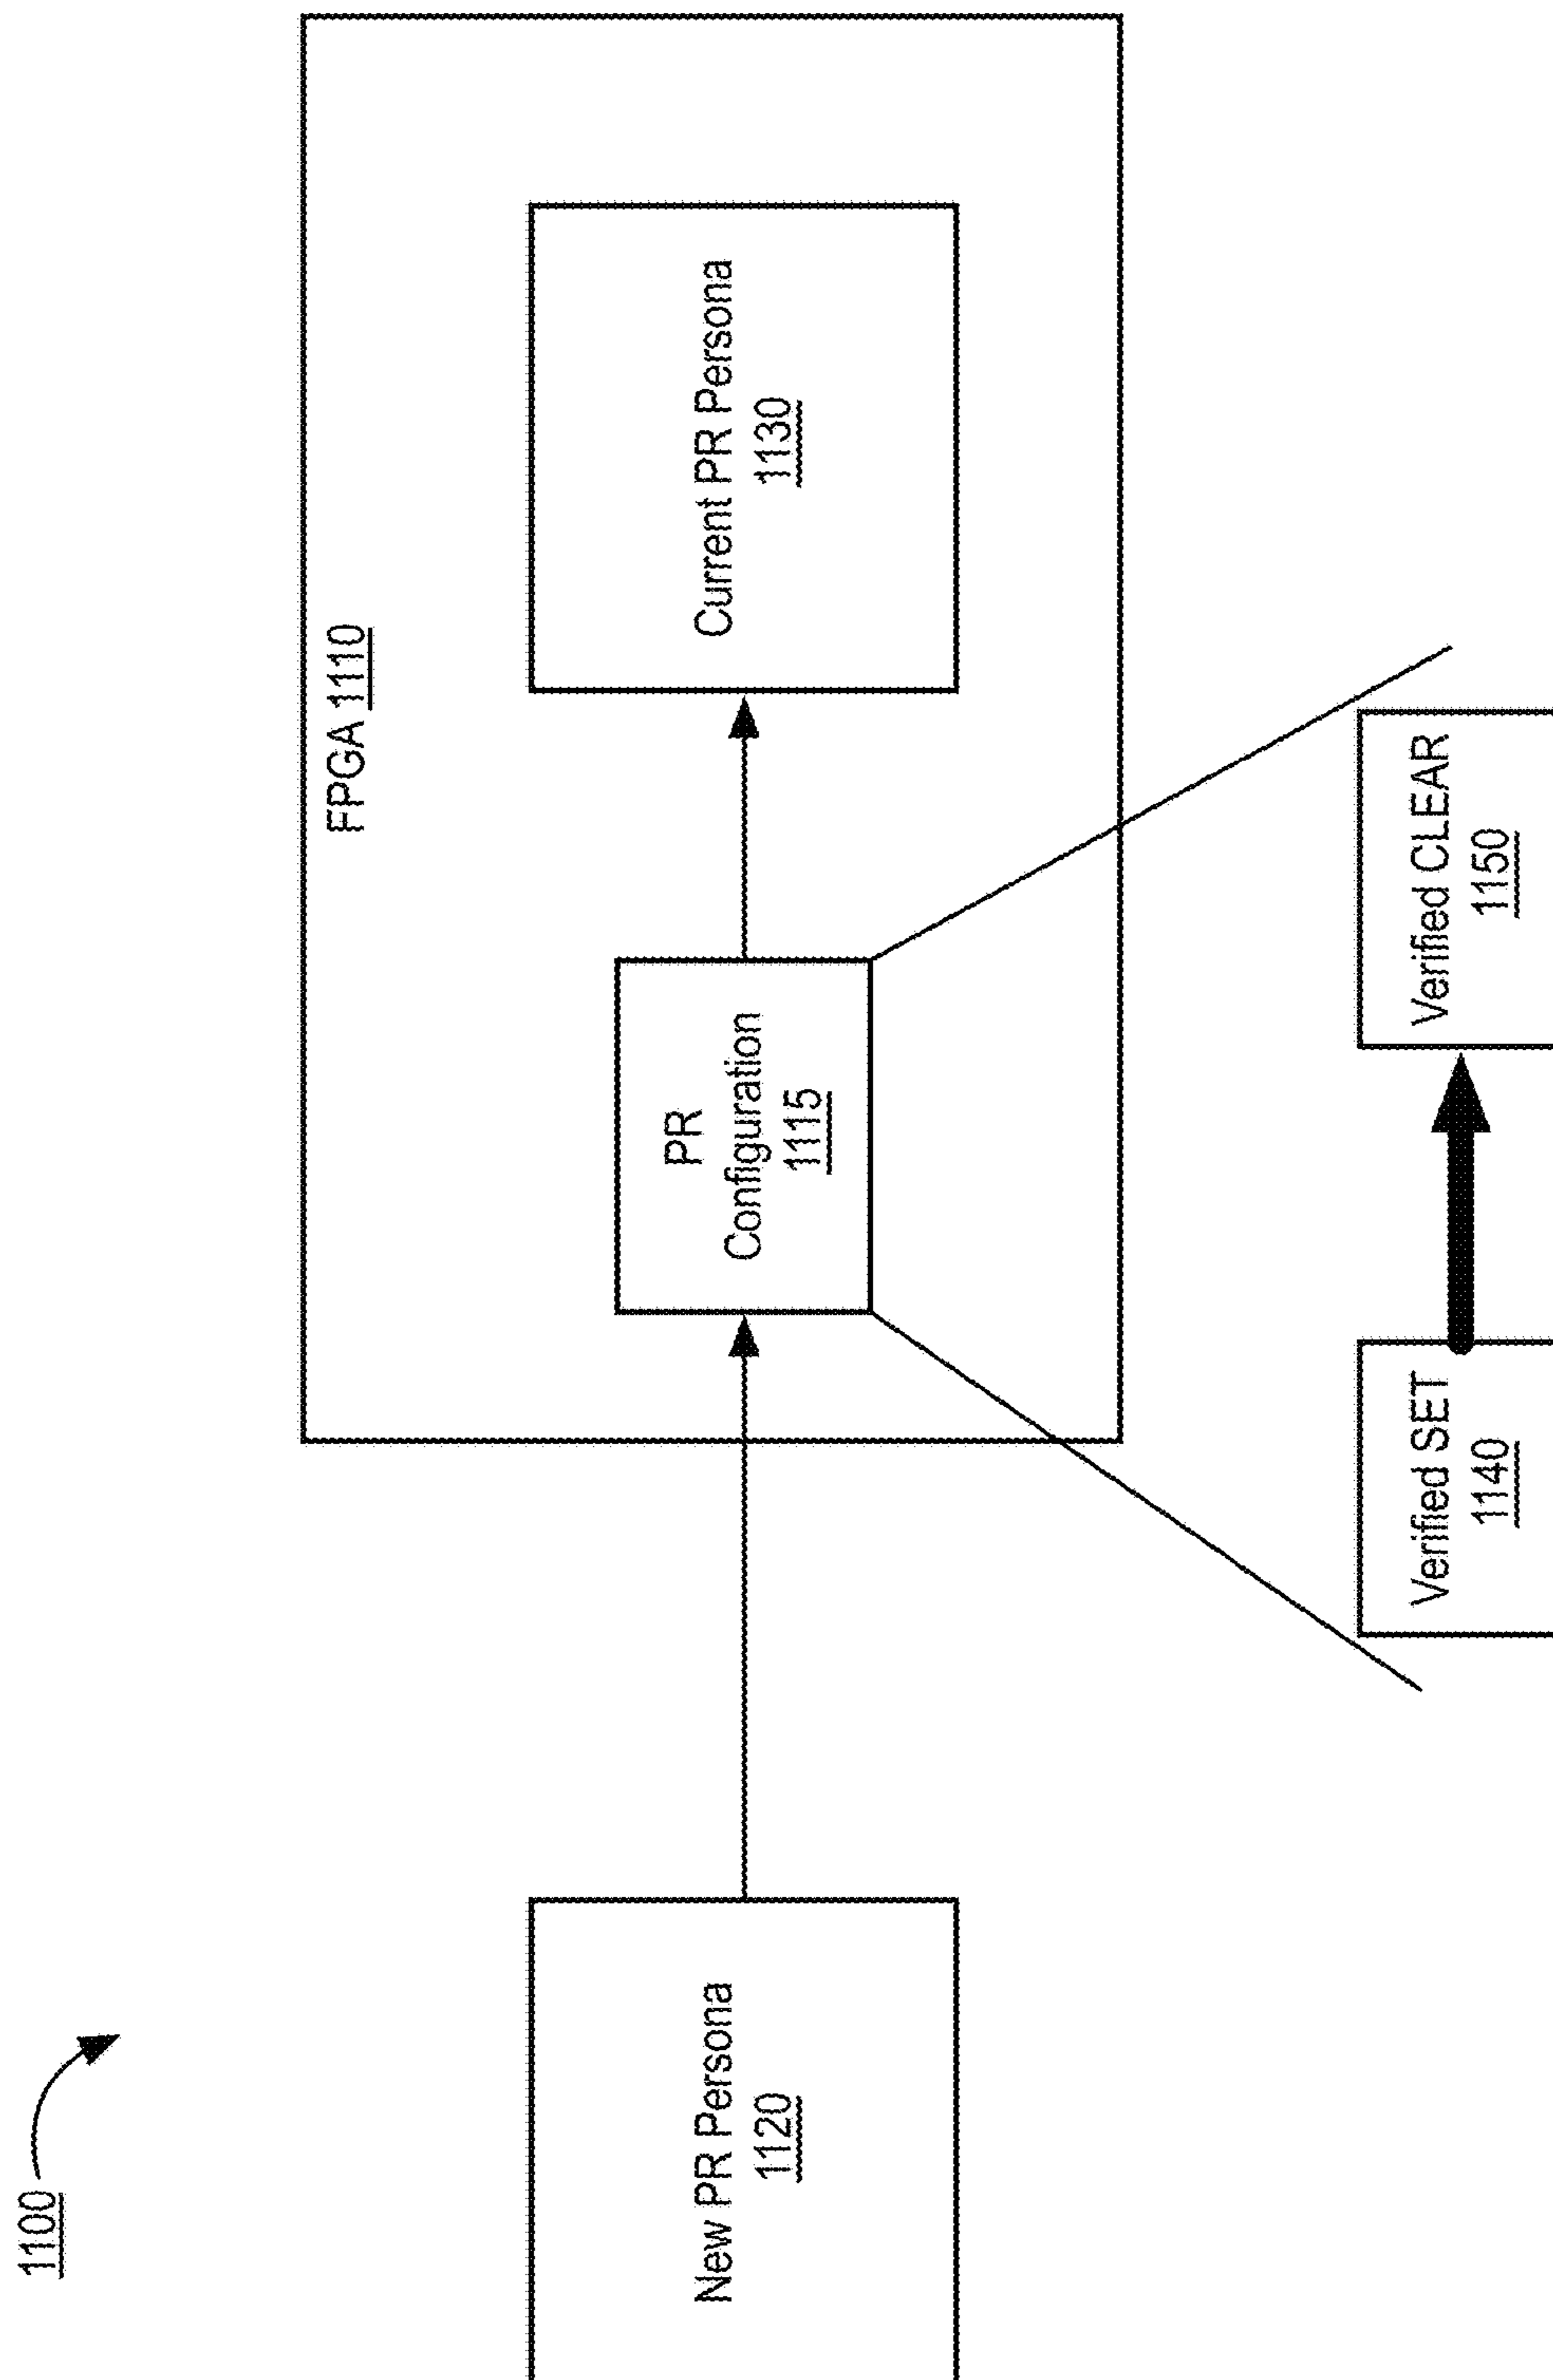 1100
FPGA 1110
New PR Persona
1120
PR
Configuration
1115
Current PR Persona
1130
Verified SET
1140
Verified CLEAR
1150